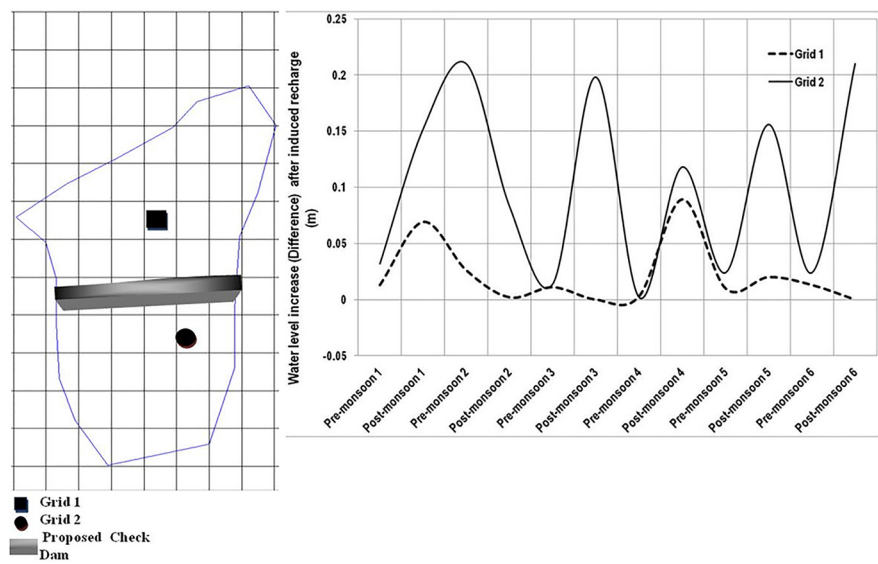 Grid 1
Grid 2
Proposed Check
Dam
Water level increase (Difference) after induced recharge
(m)
0.25
0.2
0.15
0.1
0.05
0
-0.05
Grid 1
Grid 2
Pre-monsoon 1
Post-monsoon 1
Pre-monsoon 2
Post-monsoon 2
Pre-monsoon 3
Post-monsoon 3
Pre-monsoon 4
Post-monsoon 4
Pre-monsoon 5
Post-monsoon 5
Pre-monsoon 6
Post-monsoon 6